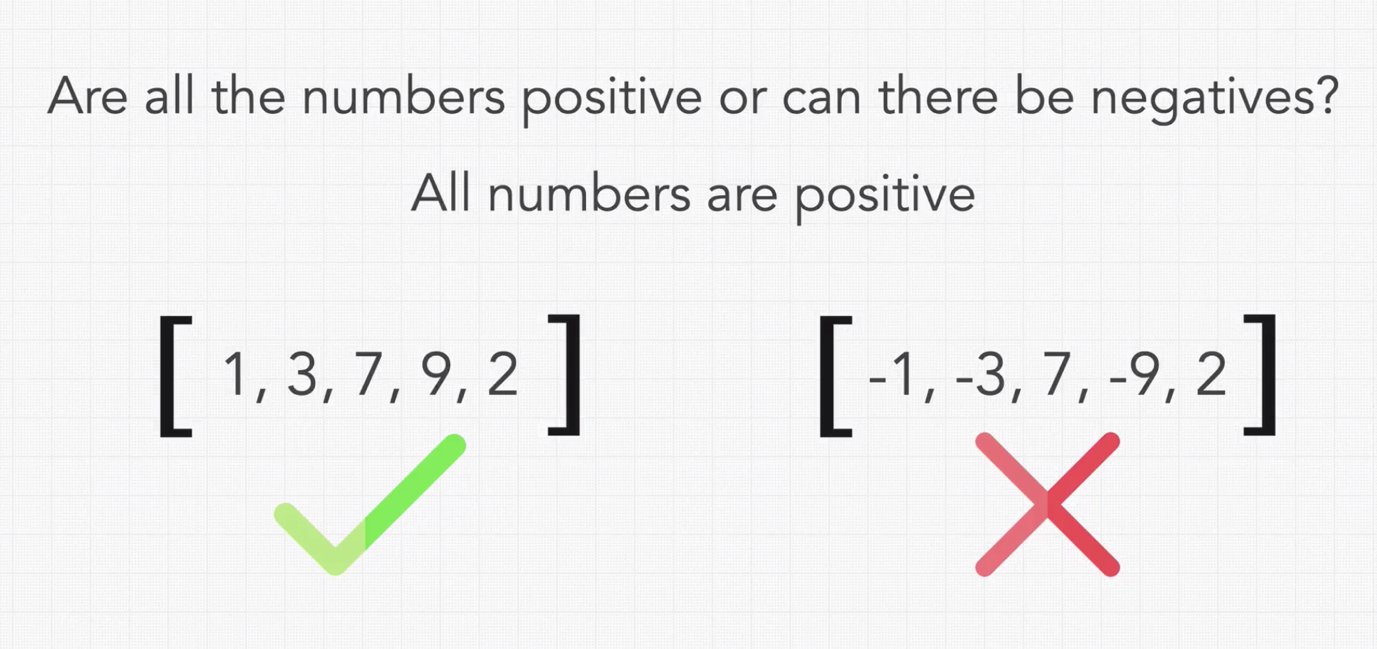 Are all the numbers positive or can there be negatives?
All numbers are positive
[ 1, 3, 7, 9, 2 ]
[ -1, -3, 7, -9, 2 ]